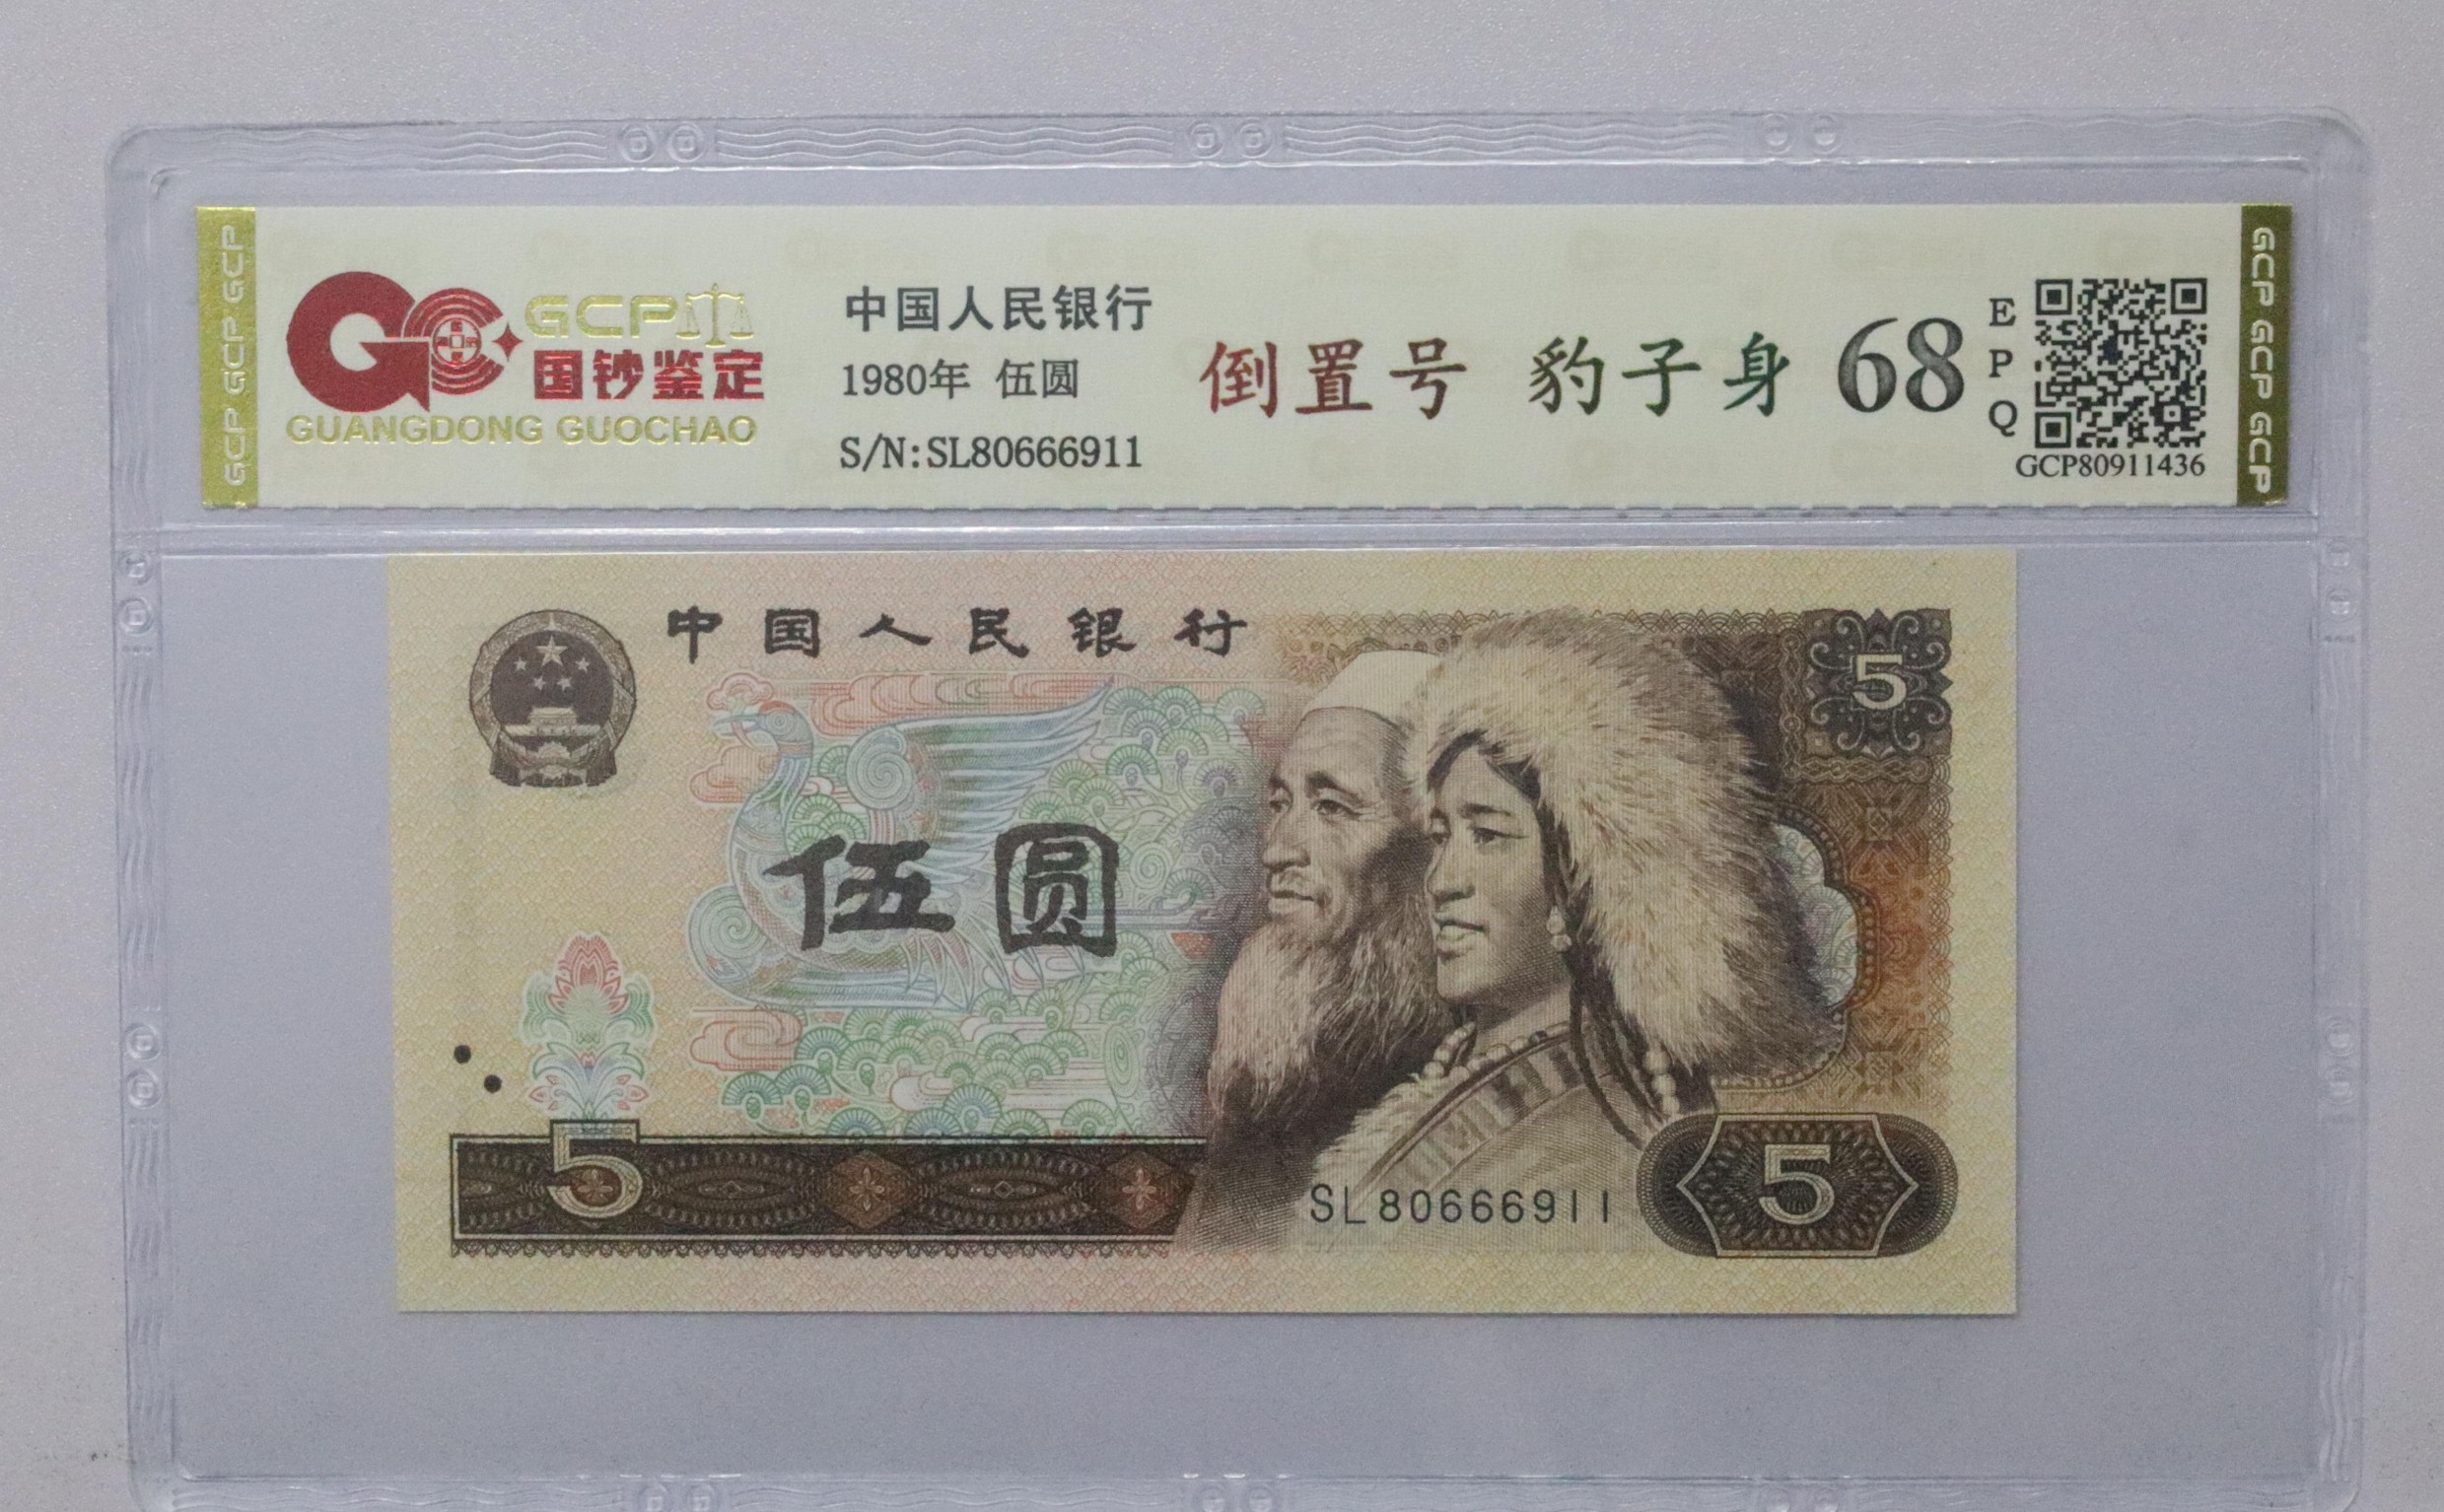 GCP GCP GCP
GCP
国钞鉴定
GUANGDONG GUOCHAO
中国人民银行
1980年 伍圆
S/N:SL80666911
倒置号 豹子身
68
EPQ
GCP80911436
GCP GCP GCP
中国人民银行
5
伍圆
5
SL80666911
5